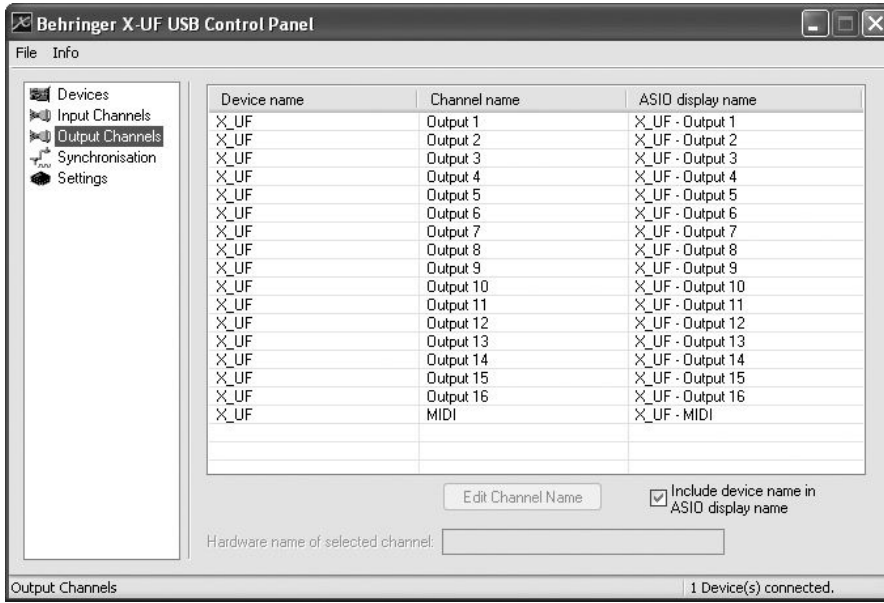 Behringer X-UF USB Control Panel
File Info
Devices
Input Channels
Output Channels
Synchronisation
Settings
Device name Channel name ASIO display name
X_UF Output 1 X_UF - Output 1
X_UF Output 2 X_UF - Output 2
X_UF Output 3 X_UF - Output 3
X_UF Output 4 X_UF - Output 4
X_UF Output 5 X_UF - Output 5
X_UF Output 6 X_UF - Output 6
X_UF Output 7 X_UF - Output 7
X_UF Output 8 X_UF - Output 8
X_UF Output 9 X_UF - Output 9
X_UF Output 10 X_UF - Output 10
X_UF Output 11 X_UF - Output 11
X_UF Output 12 X_UF - Output 12
X_UF Output 13 X_UF - Output 13
X_UF Output 14 X_UF - Output 14
X_UF Output 15 X_UF - Output 15
X_UF Output 16 X_UF - Output 16
X_UF MIDI X_UF - MIDI
Edit Channel Name
Include device name in
ASIO display name
Hardware name of selected channel:
Output Channels 1 Device(s) connected.